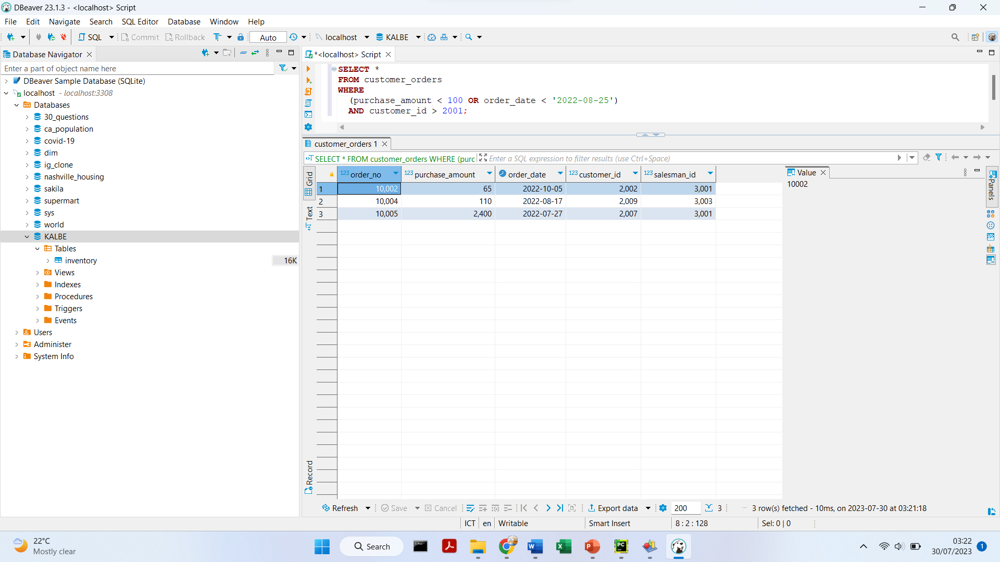 DBeaver 23.1.3 - <localhost> Script
File Edit Navigate Search SQL Editor Database Window Help
SQL Commit Rollback Auto localhost KALBE
Database Navigator
*<localhost> Script
Enter a part of object name here
DBeaver Sample Database (SQLite)
localhost - localhost:3308
Databases
30_questions
ca_population
covid-19
dim
ig_clone
nashville_housing
sakila
supermart
sys
world
KALBE
Tables
inventory 16K
Views
Indexes
Procedures
Triggers
Events
Users
Administer
System Info
SELECT *
FROM customer_orders
WHERE
(purchase_amount < 100 OR order_date < '2022-08-25')
AND customer_id > 2001;
customer_orders 1
SELECT * FROM customer_orders WHERE (purc Enter a SQL expression to filter results (use Ctrl+Space)
Grid
Text
Record
123 order_no 123 purchase_amount order_date 123 customer_id 123 salesman_id
1 10,002 65 2022-10-05 2,002 3,001
2 10,004 110 2022-08-17 2,009 3,003
3 10,005 2,400 2022-07-27 2,007 3,001
Value
10002
Panels
Refresh Save Cancel Export data 200 3 ... 3 row(s) fetched - 10ms, on 2023-07-30 at 03:21:18
ICT en Writable Smart Insert 8 : 2 : 128 Sel: 0 | 0
22°C
Mostly clear
Search
03:22
30/07/2023
1